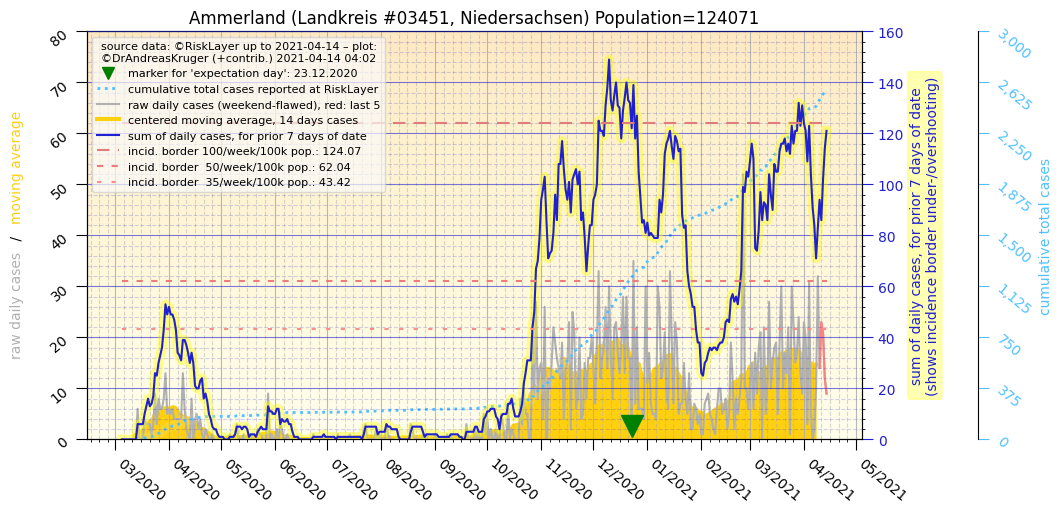 Ammerland (Landkreis #03451, Niedersachsen) Population=124071
source data: ©RiskLayer up to 2021-04-14 – plot:
©DrAndreasKruger (+contrib.) 2021-04-14 04:02
marker for 'expectation day': 23.12.2020
cumulative total cases reported at RiskLayer
raw daily cases (weekend-flawed), red: last 5
centered moving average, 14 days cases
sum of daily cases, for prior 7 days of date
incid. border 100/week/100k pop.: 124.07
incid. border 50/week/100k pop.: 62.04
incid. border 35/week/100k pop.: 43.42
raw daily cases / moving average
80
70
60
50
40
30
20
10
0
160
140
120
100
80
60
40
20
0
sum of daily cases, for prior 7 days of date
(shows incidence border under-/overshooting)
3,000
2,625
2,250
1,875
1,500
1,125
750
375
0
cumulative total cases
03/2020
04/2020
05/2020
06/2020
07/2020
08/2020
09/2020
10/2020
11/2020
12/2020
01/2021
02/2021
03/2021
04/2021
05/2021